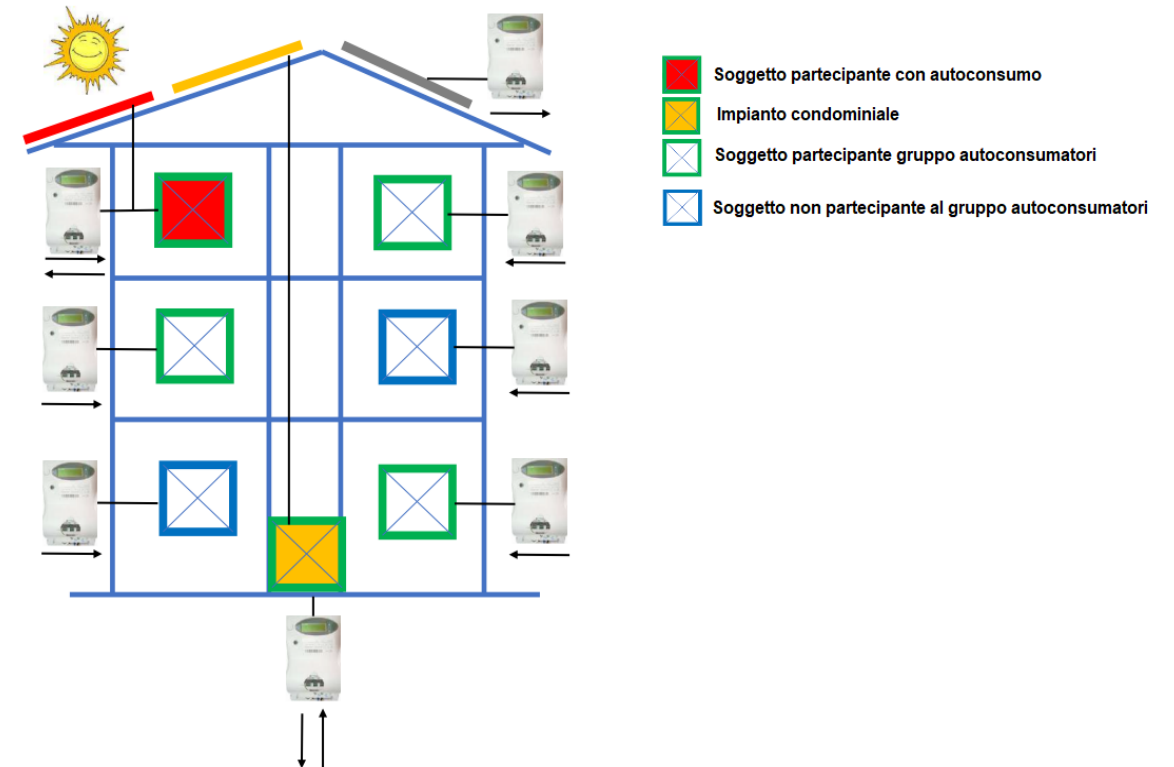 Soggetto partecipante con autoconsumo
Impianto condominiale
Soggetto partecipante gruppo autoconsumatori
Soggetto non partecipante al gruppo autoconsumatori